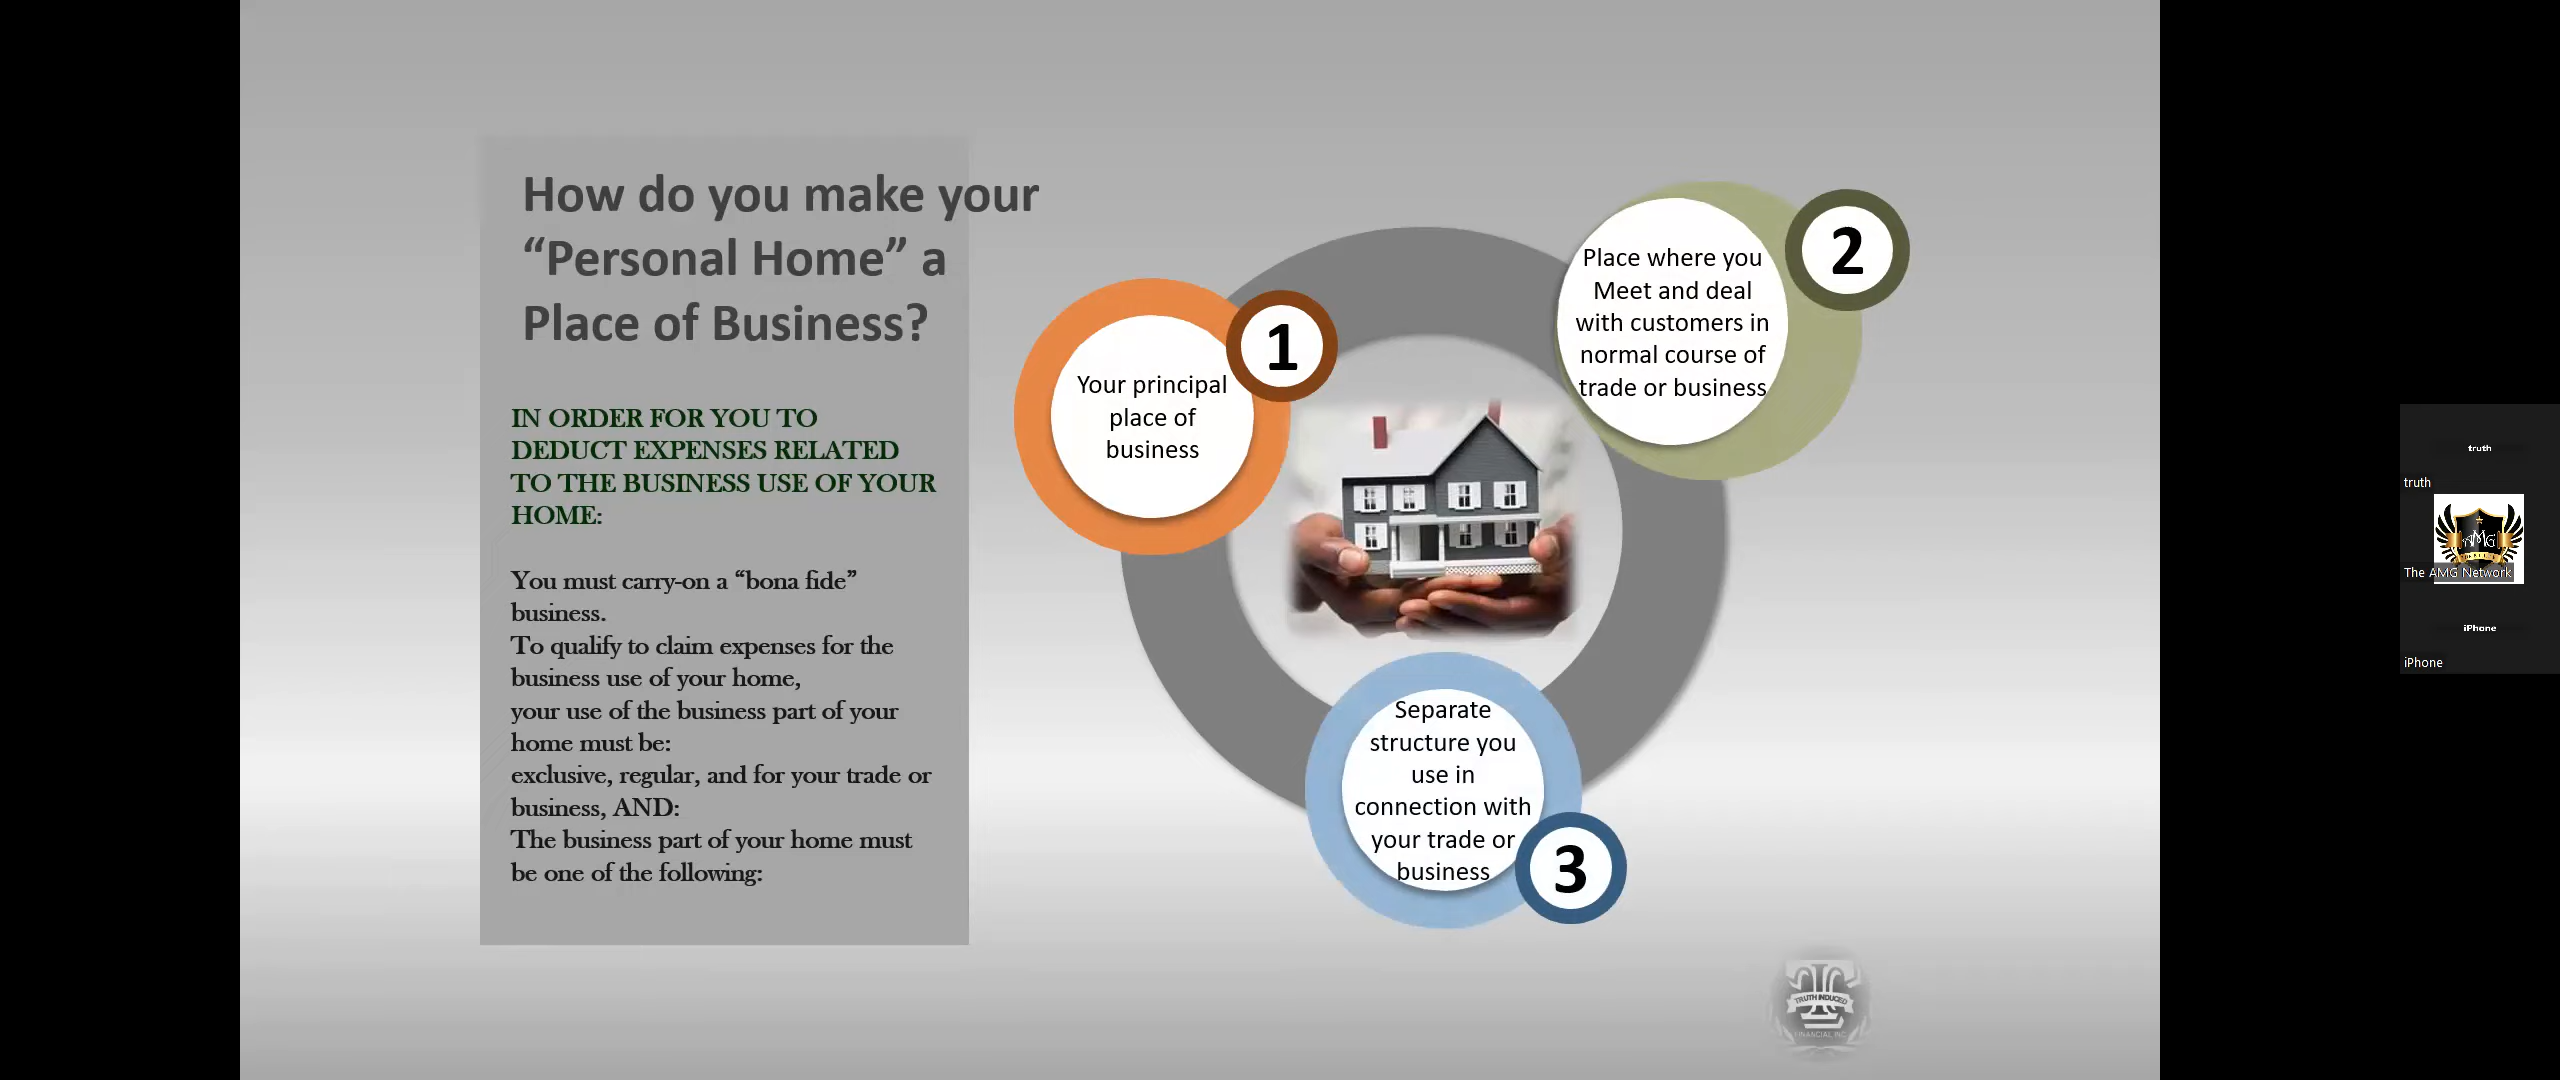 How do you make your
“Personal Home” a
Place of Business?
IN ORDER FOR YOU TO
DEDUCT EXPENSES RELATED
TO THE BUSINESS USE OF YOUR
HOME:
You must carry-on a “bona fide”
business.
To qualify to claim expenses for the
business use of your home,
your use of the business part of your
home must be:
exclusive, regular, and for your trade or
business, AND:
The business part of your home must
be one of the following:
1
Your principal
place of
business
2
Place where you
Meet and deal
with customers in
normal course of
trade or business
Separate
structure you
use in
connection with
your trade or
business
3
TRUTH INDUCED
FINANCIAL INC
truth
truth
AMG
The AMG Network
iPhone
iPhone